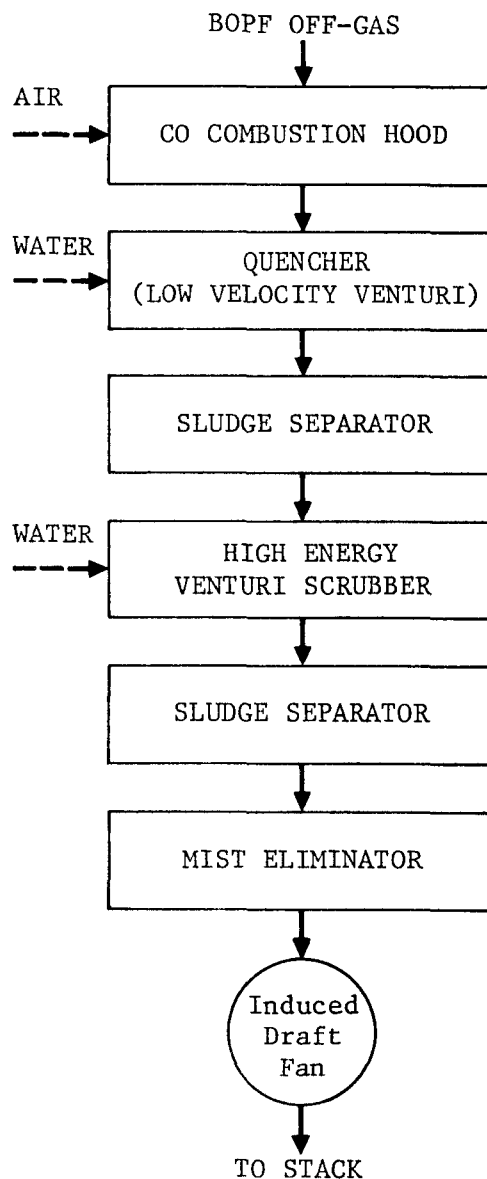 BOPF OFF-GAS
AIR
CO COMBUSTION HOOD
WATER
QUENCHER
(LOW VELOCITY VENTURI)
SLUDGE SEPARATOR
WATER
HIGH ENERGY
VENTURI SCRUBBER
SLUDGE SEPARATOR
MIST ELIMINATOR
Induced
Draft
Fan
TO STACK